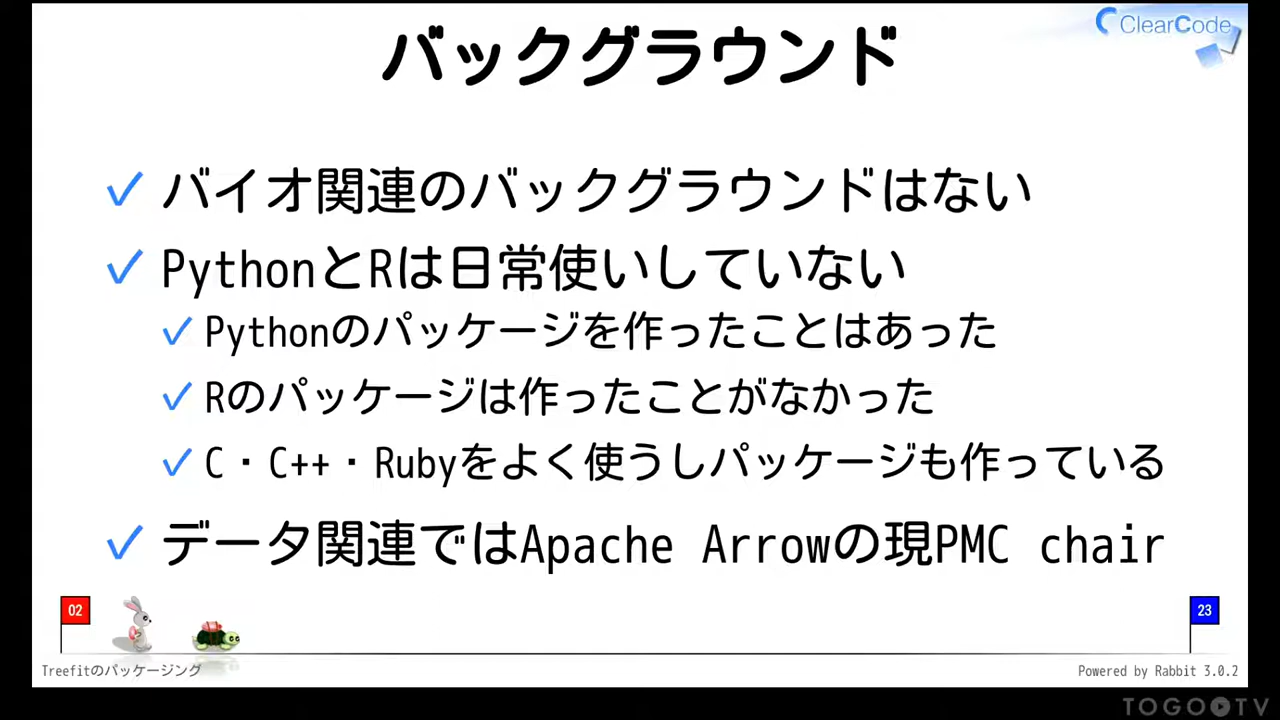 ClearCode
バックグラウンド
✓ バイオ関連のバックグラウンドはない
✓ PythonとRは日常使いしていない
✓ Pythonのパッケージを作ったことはあった
✓ Rのパッケージは作ったことがなかった
✓ C・C++・Rubyをよく使うしパッケージも作っている
✓ データ関連ではApache Arrowの現PMC chair
02
23
Treefitのパッケージング
Powered by Rabbit 3.0.2
TOGOTV